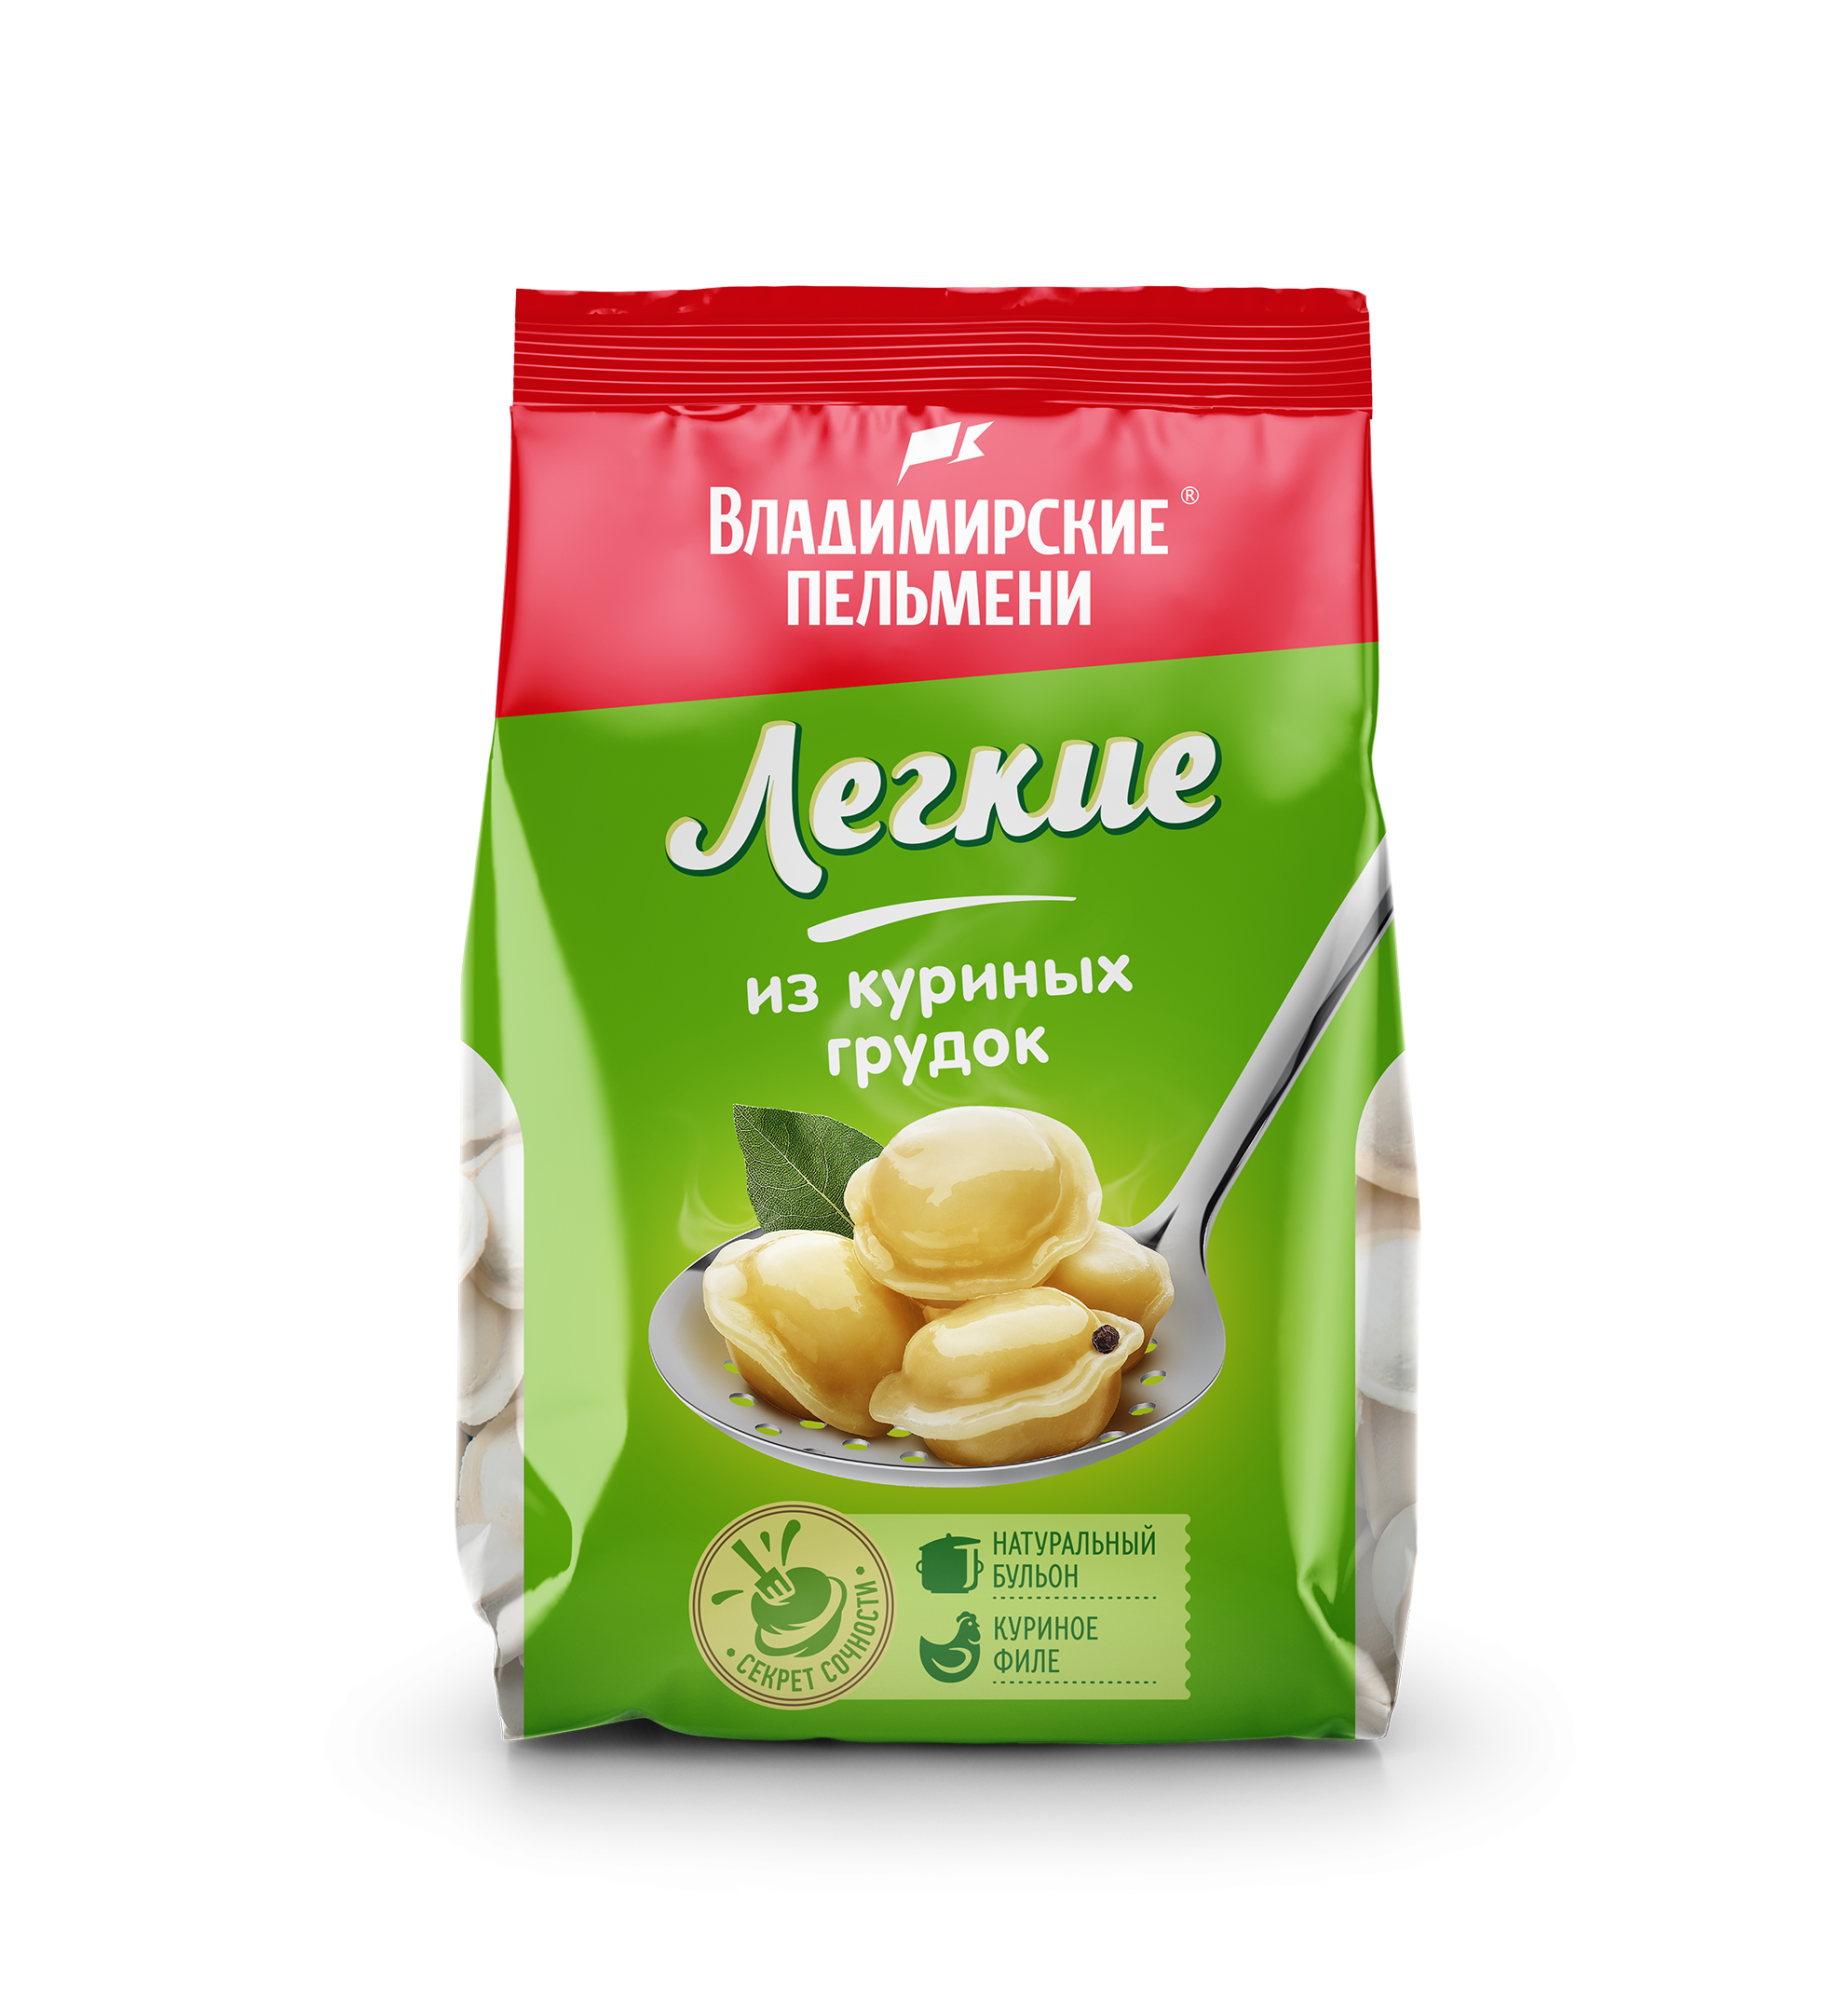 Владимирские®
пельмени
Легкие
из куриных
грудок
НАТУРАЛЬНЫЙ
БУЛЬОН
КУРИНОЕ
ФИЛЕ
• СЕКРЕТ СОЧНОСТИ •